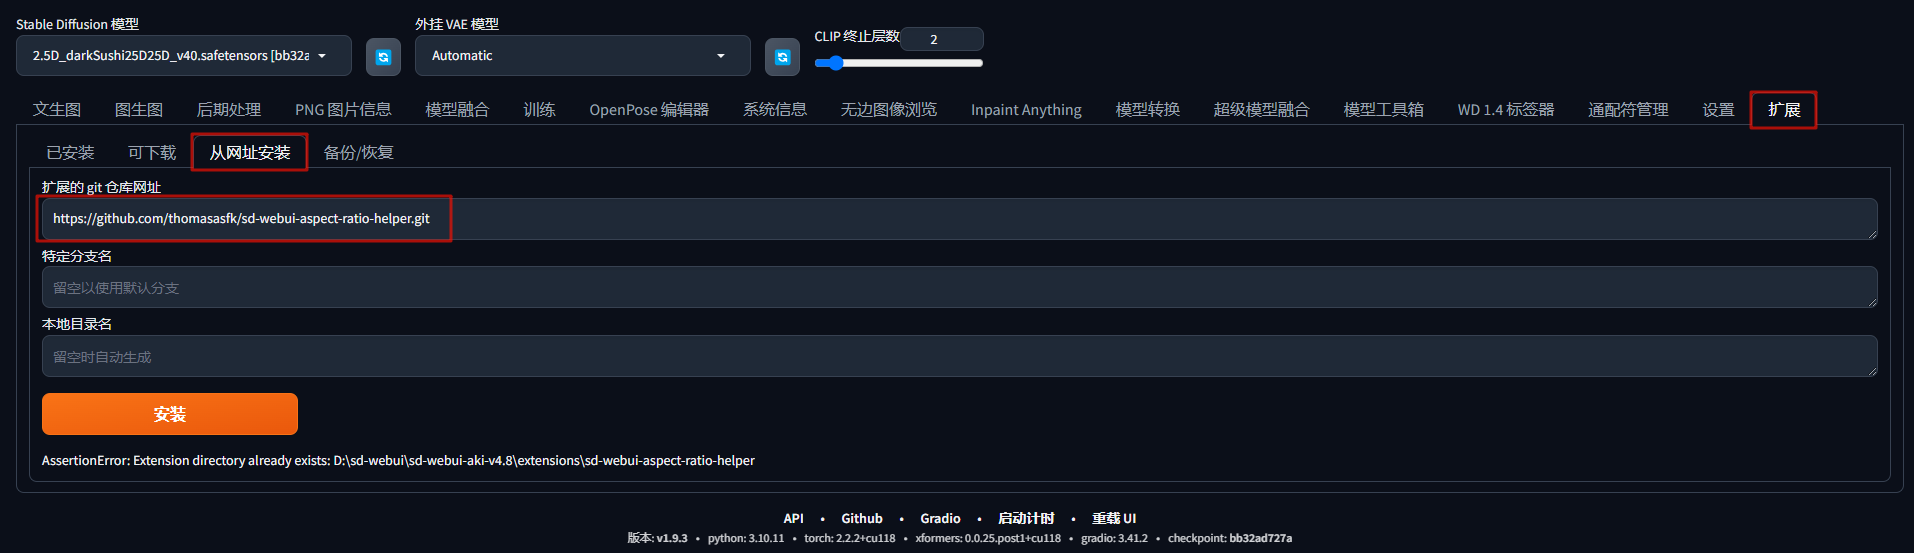 Stable Diffusion 模型
外挂 VAE 模型
CLIP 终止层数
2
2.5D_darkSushi25D25D_v40.safetensors [bb32a
Automatic
文生图 图生图 后期处理 PNG 图片信息 模型融合 训练 OpenPose 编辑器 系统信息 无边图像浏览 Inpaint Anything 模型转换 超级模型融合 模型工具箱 WD 1.4 标签器 通配符管理 设置 扩展
已安装 可下载 从网址安装 备份/恢复
扩展的 git 仓库网址
https://github.com/thomasasfk/sd-webui-aspect-ratio-helper.git
特定分支名
留空以使用默认分支
本地目录名
留空时自动生成
安装
AssertionError: Extension directory already exists: D:\sd-webui\sd-webui-aki-v4.8\extensions\sd-webui-aspect-ratio-helper
API • Github • Gradio • 启动计时 • 重载 UI
版本: v1.9.3 • python: 3.10.11 • torch: 2.2.2+cu118 • xformers: 0.0.25.post1+cu118 • gradio: 3.41.2 • checkpoint: bb32ad727a